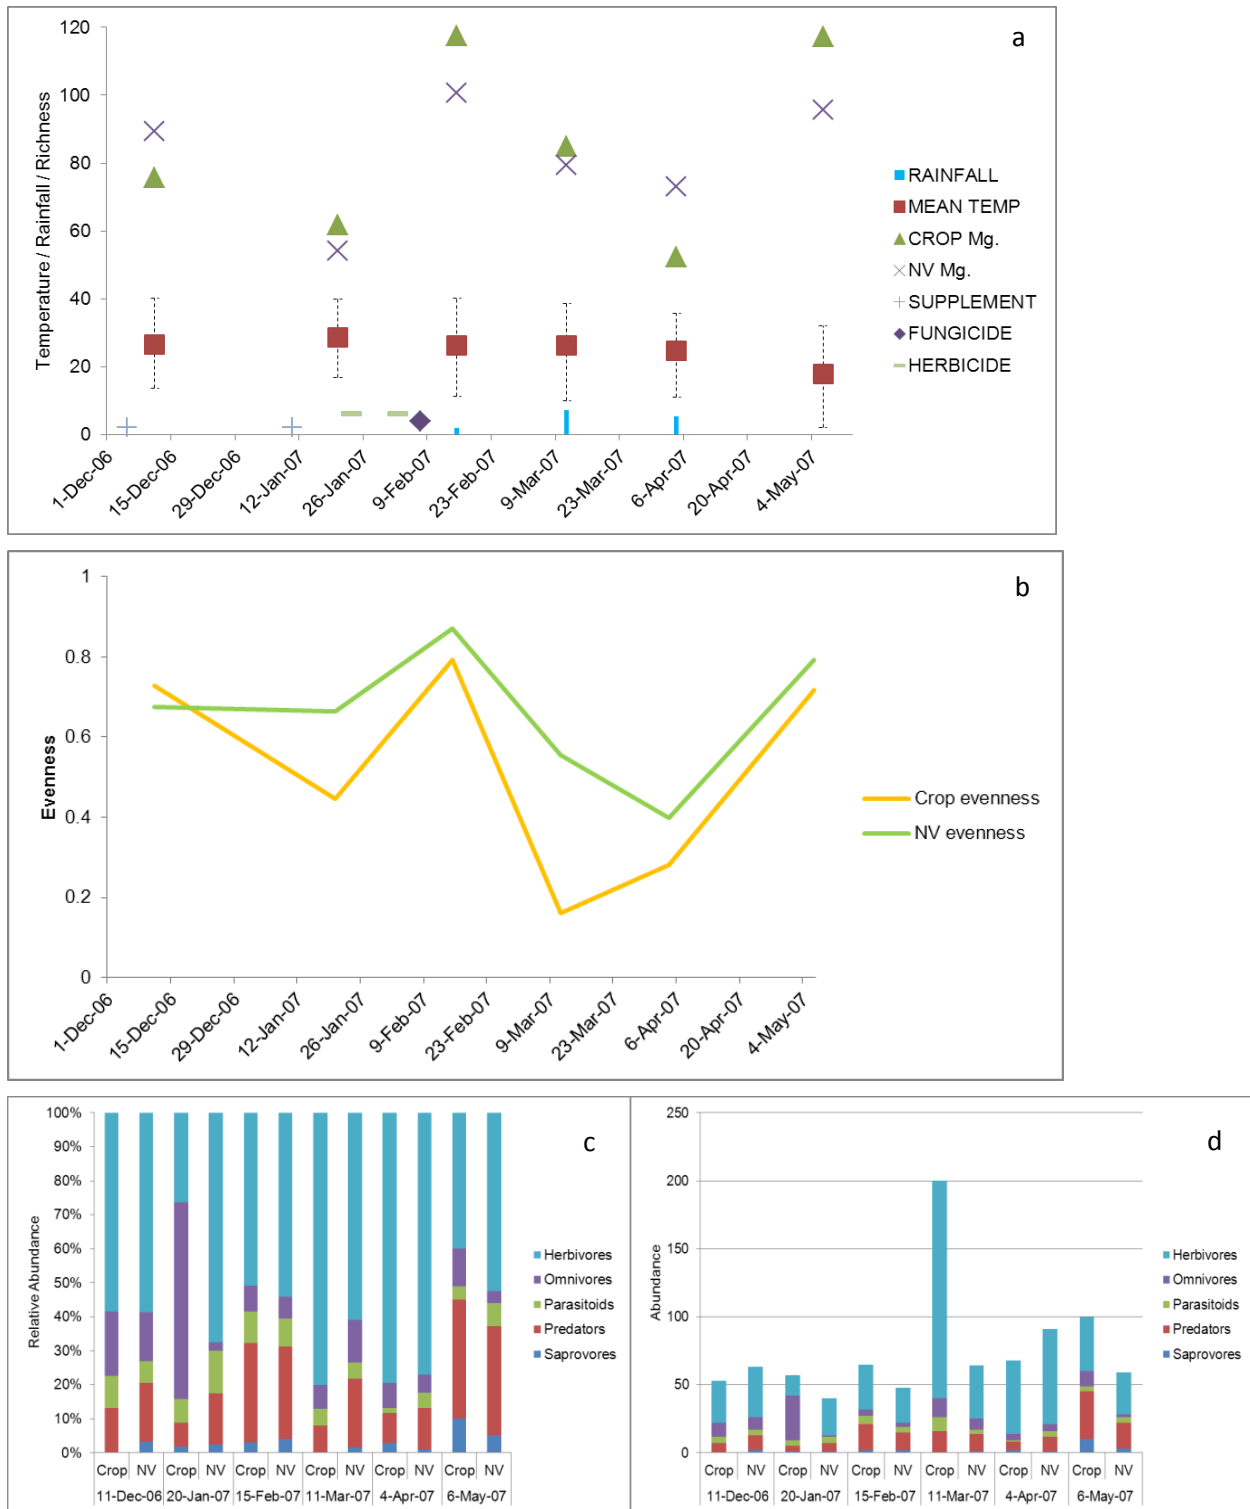 a
120
100
80
60
40
20
0
Temperature / Rainfall / Richness
1-Dec-06
15-Dec-06
29-Dec-06
12-Jan-07
26-Jan-07
9-Feb-07
23-Feb-07
9-Mar-07
23-Mar-07
6-Apr-07
20-Apr-07
4-May-07
RAINFALL
MEAN TEMP
CROP Mg.
NV Mg.
SUPPLEMENT
FUNGICIDE
HERBICIDE
b
1
0.8
0.6
0.4
0.2
0
Evenness
1-Dec-06
15-Dec-06
29-Dec-06
12-Jan-07
26-Jan-07
9-Feb-07
23-Feb-07
9-Mar-07
23-Mar-07
6-Apr-07
20-Apr-07
4-May-07
Crop evenness
NV evenness
c
100%
90%
80%
70%
60%
50%
40%
30%
20%
10%
0%
Relative Abundance
Crop NV Crop NV Crop NV Crop NV Crop NV Crop NV
11-Dec-06 20-Jan-07 15-Feb-07 11-Mar-07 4-Apr-07 6-May-07
Herbivores
Omnivores
Parasitoids
Predators
Saprovores
d
250
200
150
100
50
0
Abundance
Crop NV Crop NV Crop NV Crop NV Crop NV Crop NV
11-Dec-06 20-Jan-07 15-Feb-07 11-Mar-07 4-Apr-07 6-May-07
Herbivores
Omnivores
Parasitoids
Predators
Saprovores